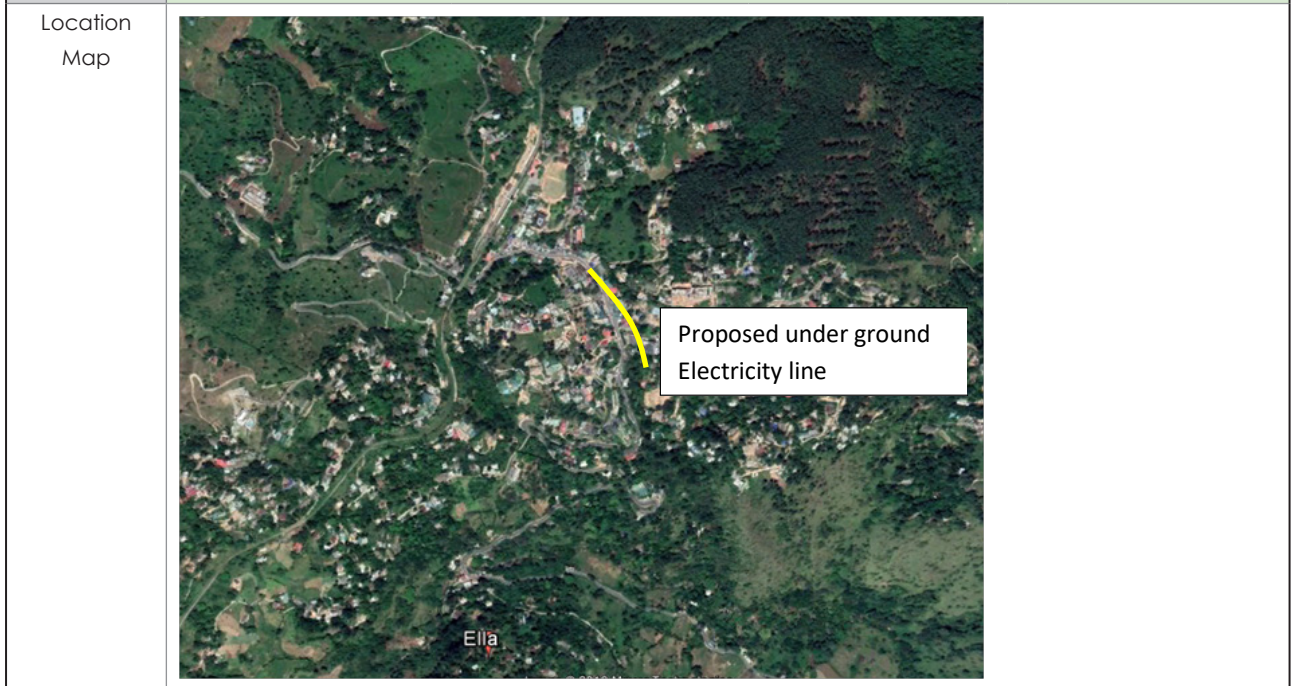 Location
Map
Proposed under ground
Electricity line
Ella